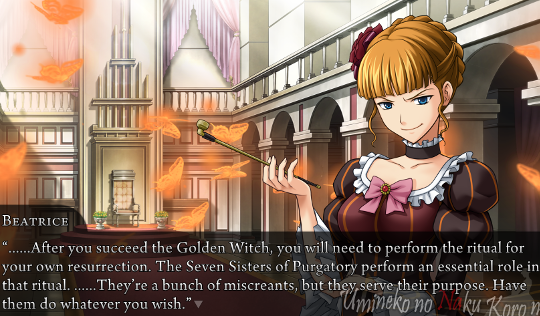 Beatrice
“......After you succeed the Golden Witch, you will need to perform the ritual for
your own resurrection. The Seven Sisters of Purgatory perform an essential role in
that ritual. ......They're a bunch of miscreants, but they serve their purpose. Have
them do whatever you wish.”
Umineko no Naku Koro n